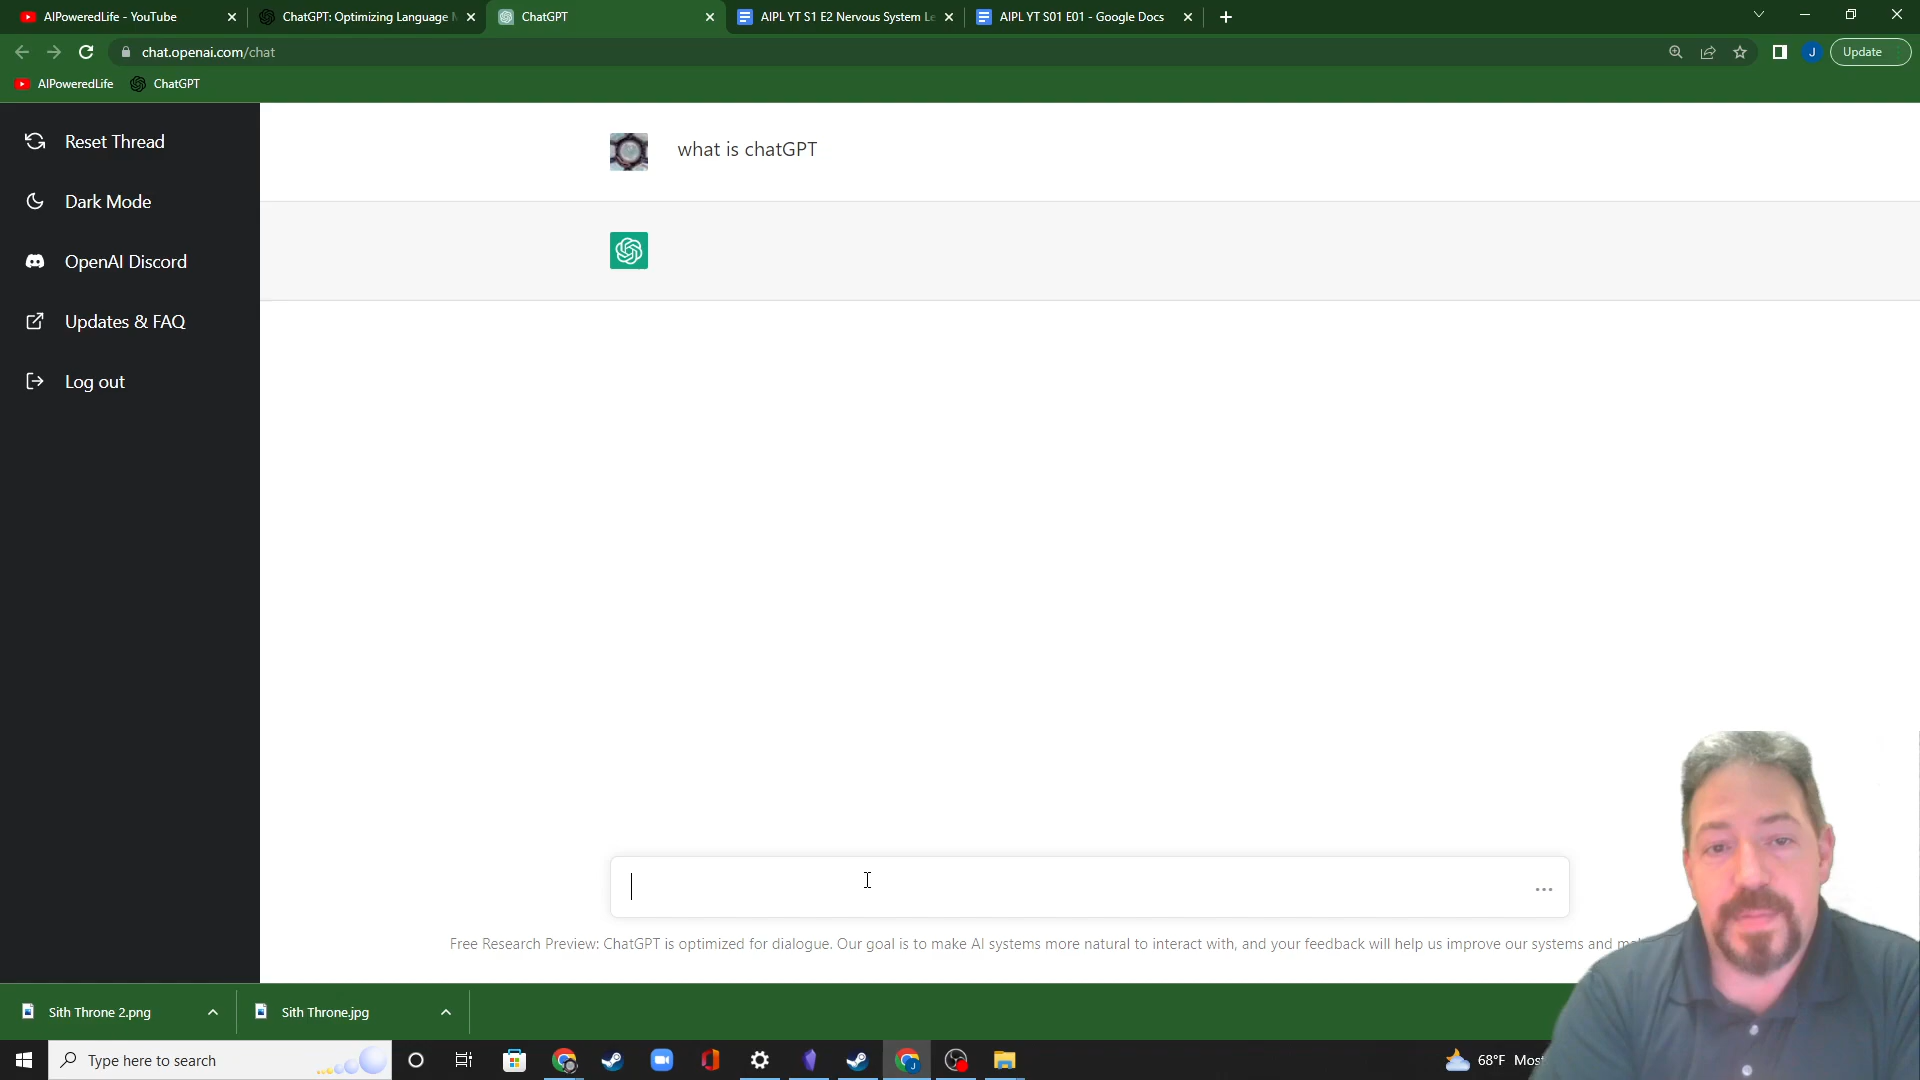 AIPoweredLife - YouTube
ChatGPT: Optimizing Language
ChatGPT
AIPL YT S1 E2 Nervous System Le
AIPL YT S01 E01 - Google Docs
chat.openai.com/chat
J
Update
AIPoweredLife
ChatGPT
Reset Thread
Dark Mode
OpenAI Discord
Updates & FAQ
Log out
what is chatGPT
Free Research Preview: ChatGPT is optimized for dialogue. Our goal is to make AI systems more natural to interact with, and your feedback will help us improve our systems and
Sith Throne 2.png
Sith Throne.jpg
Type here to search
68°F